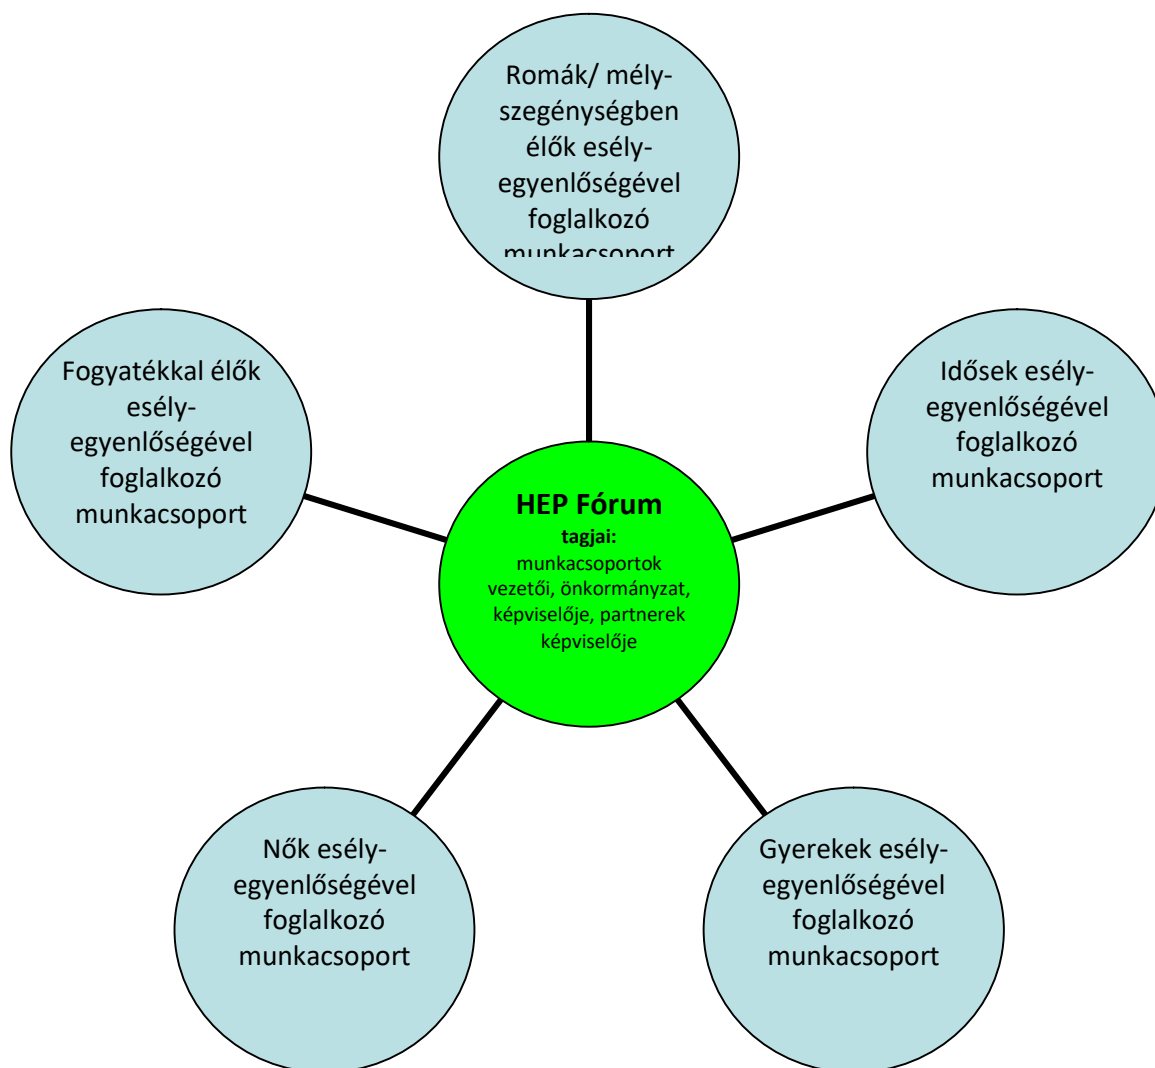 Romák/ mély-
szegénységben
élők esély-
egyenlőségével
foglalkozó
munkacsoport
Fogyatékkal élők
esély-
egyenlőségével
foglalkozó
munkacsoport
Idősek esély-
egyenlőségével
foglalkozó
munkacsoport
HEP Fórum
tagjai:
munkacsoportok
vezetői, önkormányzat,
képviselője, partnerek
képviselője
Nők esély-
egyenlőségével
foglalkozó
munkacsoport
Gyerekek esély-
egyenlőségével
foglalkozó
munkacsoport